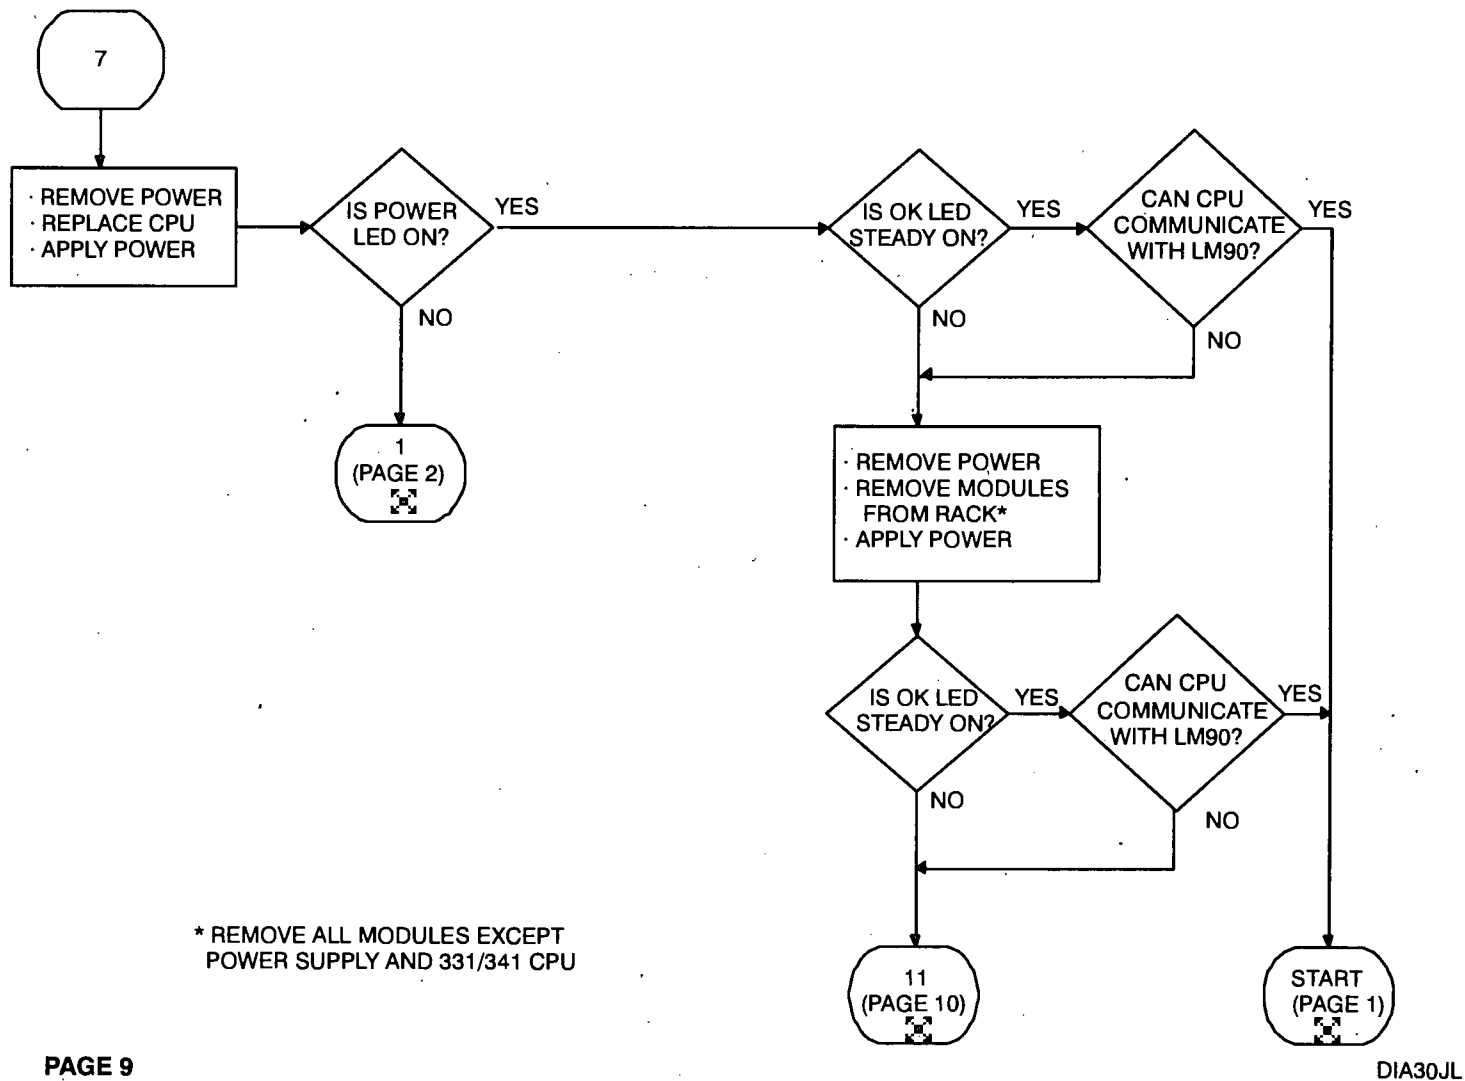 7
· REMOVE POWER
· REPLACE CPU
· APPLY POWER
IS POWER
LED ON?
YES
NO
1
(PAGE 2)
IS OK LED
STEADY ON?
YES
NO
CAN CPU
COMMUNICATE
WITH LM90?
YES
NO
· REMOVE POWER
· REMOVE MODULES
FROM RACK*
· APPLY POWER
IS OK LED
STEADY ON?
YES
NO
CAN CPU
COMMUNICATE
WITH LM90?
YES
NO
11
(PAGE 10)
START
(PAGE 1)
* REMOVE ALL MODULES EXCEPT
POWER SUPPLY AND 331/341 CPU
PAGE 9
DIA30JL